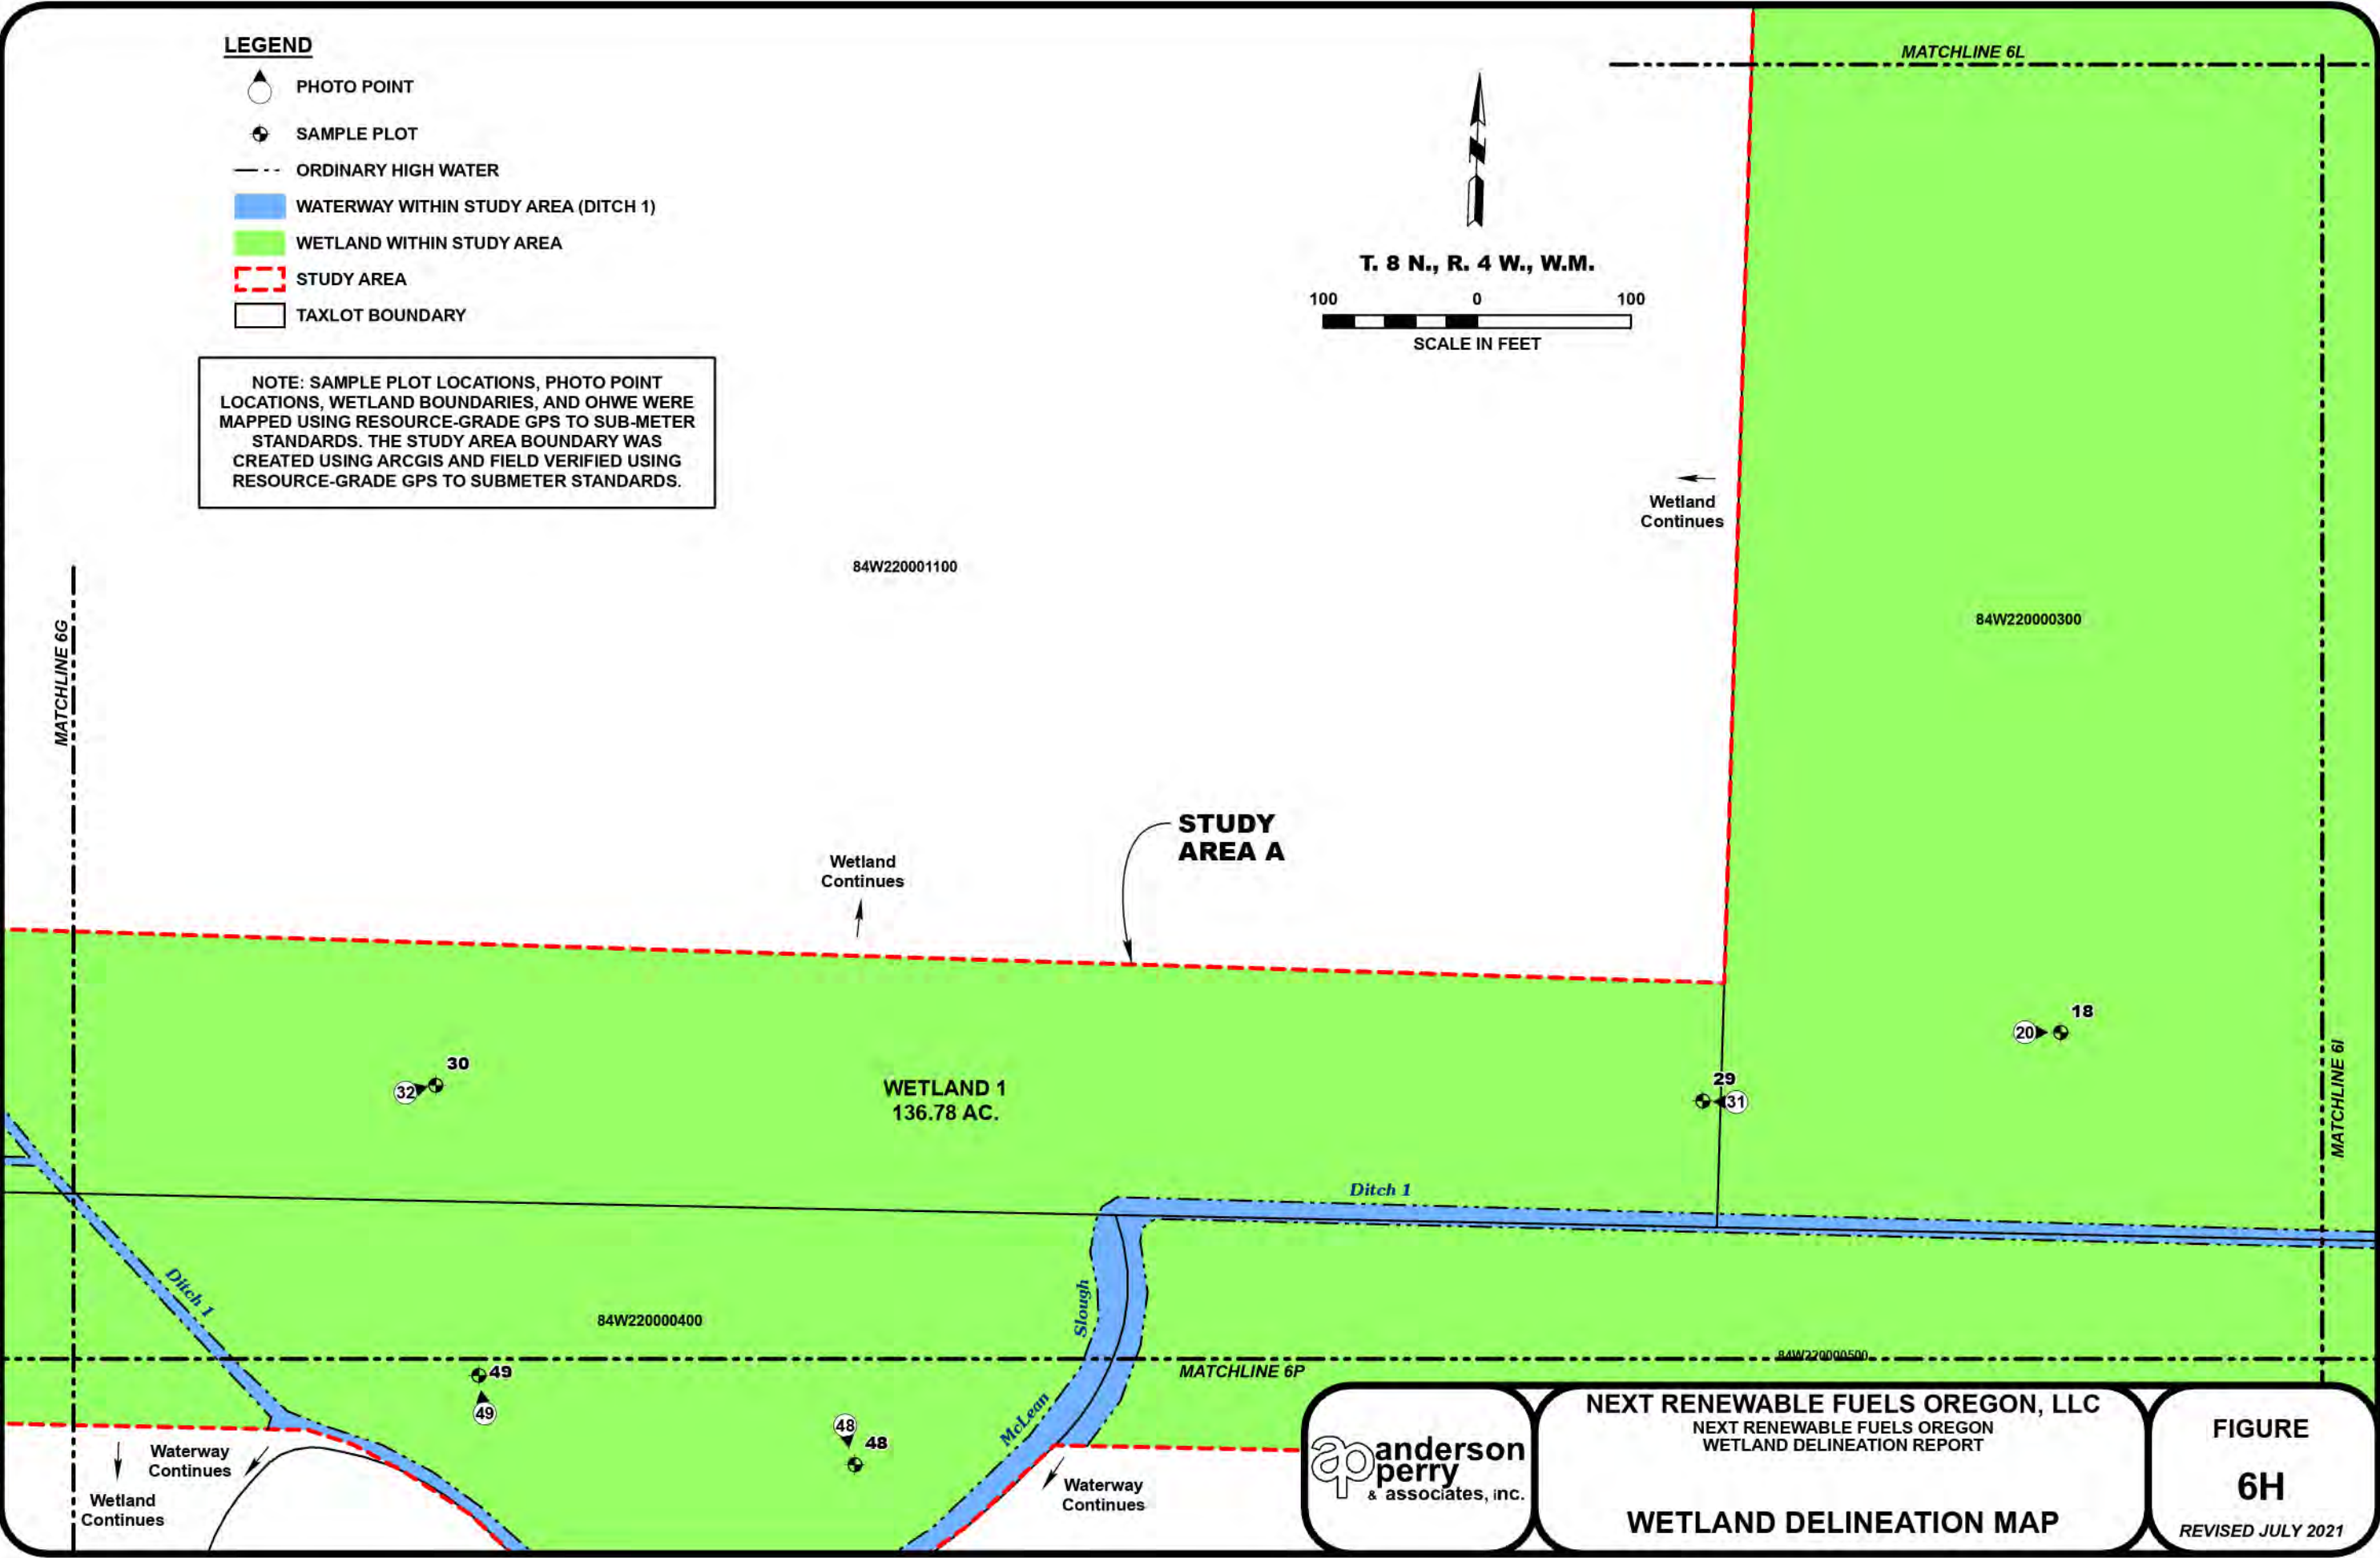 LEGEND
PHOTO POINT
SAMPLE PLOT
ORDINARY HIGH WATER
WATERWAY WITHIN STUDY AREA (DITCH 1)
WETLAND WITHIN STUDY AREA
STUDY AREA
TAXLOT BOUNDARY
NOTE: SAMPLE PLOT LOCATIONS, PHOTO POINT
LOCATIONS, WETLAND BOUNDARIES, AND OHWE WERE
MAPPED USING RESOURCE-GRADE GPS TO SUB-METER
STANDARDS. THE STUDY AREA BOUNDARY WAS
CREATED USING ARCGIS AND FIELD VERIFIED USING
RESOURCE-GRADE GPS TO SUBMETER STANDARDS.
T. 8 N., R. 4 W., W.M.
100 0 100
SCALE IN FEET
MATCHLINE 6L
Wetland
Continues
84W220001100
84W220000300
MATCHLINE 6G
STUDY
AREA A
Wetland
Continues
18
20
MATCHLINE 6I
30
32
WETLAND 1
136.78 AC.
29
31
Ditch 1
Ditch 1
Slough
84W220000400
84W220000500
MATCHLINE 6P
49
49
48
48
McLean
Waterway
Continues
Wetland
Continues
Waterway
Continues
ap
anderson
perry
& associates, inc.
NEXT RENEWABLE FUELS OREGON, LLC
NEXT RENEWABLE FUELS OREGON
WETLAND DELINEATION REPORT
WETLAND DELINEATION MAP
FIGURE
6H
REVISED JULY 2021